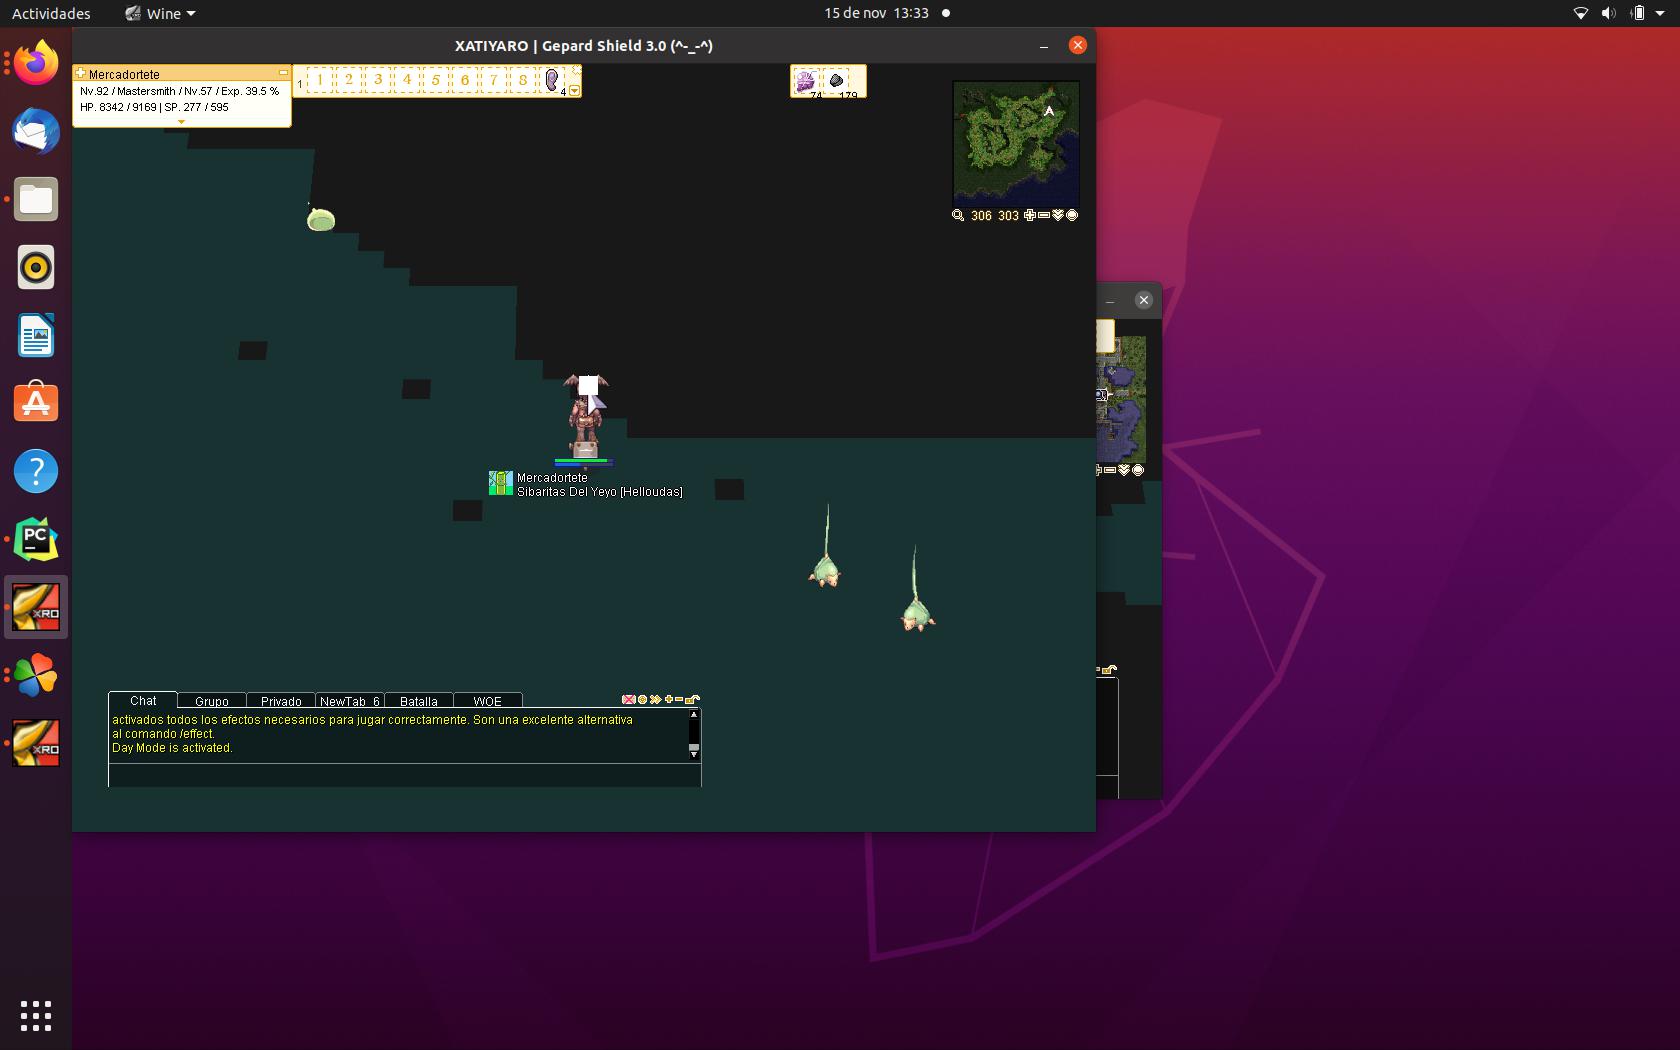 Actividades
Wine
15 de nov 13:33
XATIYARO | Gepard Shield 3.0 (^-_-^)
Mercadortete
Nv.92 / Mastersmith / Nv.57 / Exp. 39.5 %
HP. 8342 / 9169 | SP. 277 / 595
1
1 2 3 4 5 6 7 8
4
74 179
306 303
Mercadortete
Sibaritas Del Yeyo [Helloudas]
PC
XRO
XRO
Chat Grupo Privado NewTab_6 Batalla WOE
activados todos los efectos necesarios para jugar correctamente. Son una excelente alternativa
al comando /effect.
Day Mode is activated.